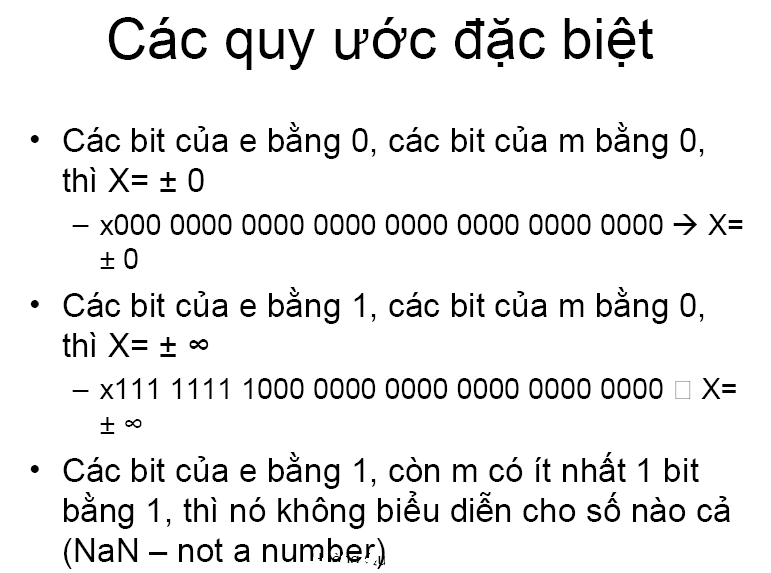 Các quy ước đặc biệt
• Các bit của e bằng 0, các bit của m bằng 0,
thì X= ± 0
– x000 0000 0000 0000 0000 0000 0000 0000 → X=
± 0
• Các bit của e bằng 1, các bit của m bằng 0,
thì X= ± ∞
– x111 1111 1000 0000 0000 0000 0000 0000 □ X=
± ∞
• Các bit của e bằng 1, còn m có ít nhất 1 bit
bằng 1, thì nó không biểu diễn cho số nào cả
(NaN – not a number)